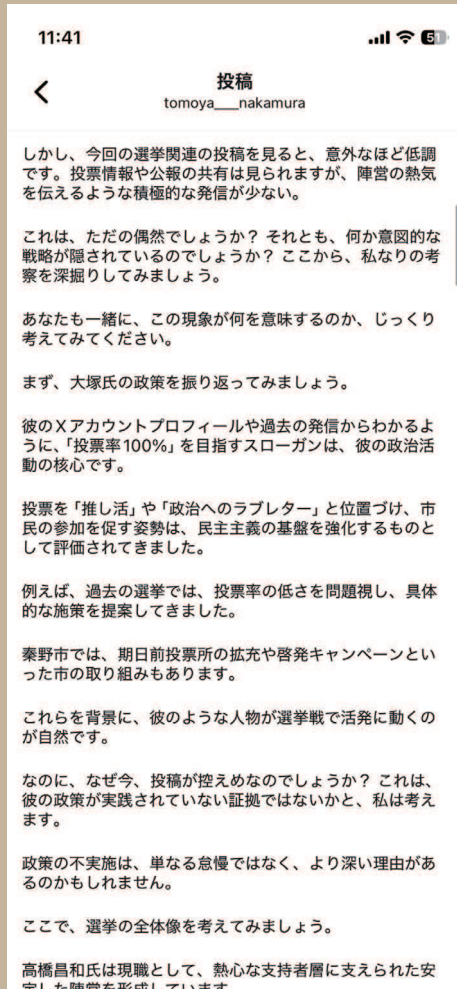 11:41
51
投稿
tomoya___nakamura
しかし、今回の選挙関連の投稿を見ると、意外なほど低調
です。投票情報や公報の共有は見られますが、陣営の熱気
を伝えるような積極的な発信が少ない。
これは、ただの偶然でしょうか？ それとも、何か意図的な
戦略が隠されているのでしょうか？ ここから、私なりの考
察を深掘りしてみましょう。
あなたも一緒に、この現象が何を意味するのか、じっくり
考えてみてください。
まず、大塚氏の政策を振り返ってみましょう。
彼のXアカウントプロフィールや過去の発信からわかるよ
うに、「投票率100%」を目指すスローガンは、彼の政治活
動の核心です。
投票を「推し活」や「政治へのラブレター」と位置づけ、市
民の参加を促す姿勢は、民主主義の基盤を強化するものと
して評価されてきました。
例えば、過去の選挙では、投票率の低さを問題視し、具体
的な施策を提案してきました。
秦野市では、期日前投票所の拡充や啓発キャンペーンとい
った市の取り組みもあります。
これらを背景に、彼のような人物が選挙戦で活発に動くの
が自然です。
なのに、なぜ今、投稿が控えめなのでしょうか？ これは、
彼の政策が実践されていない証拠ではないかと、私は考え
ます。
政策の不実施は、単なる怠慢ではなく、より深い理由があ
るのかもしれません。
ここで、選挙の全体像を考えてみましょう。
高橋昌和氏は現職として、熱心な支持者層に支えられた安
定した陣営を形成しています